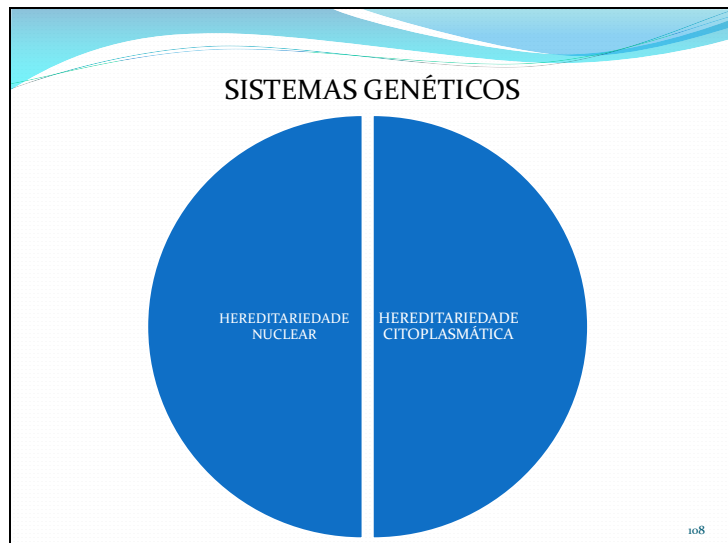 SISTEMAS GENÉTICOS
HEREDITARIEDADE
NUCLEAR
HEREDITARIEDADE
CITOPLASMÁTICA
108